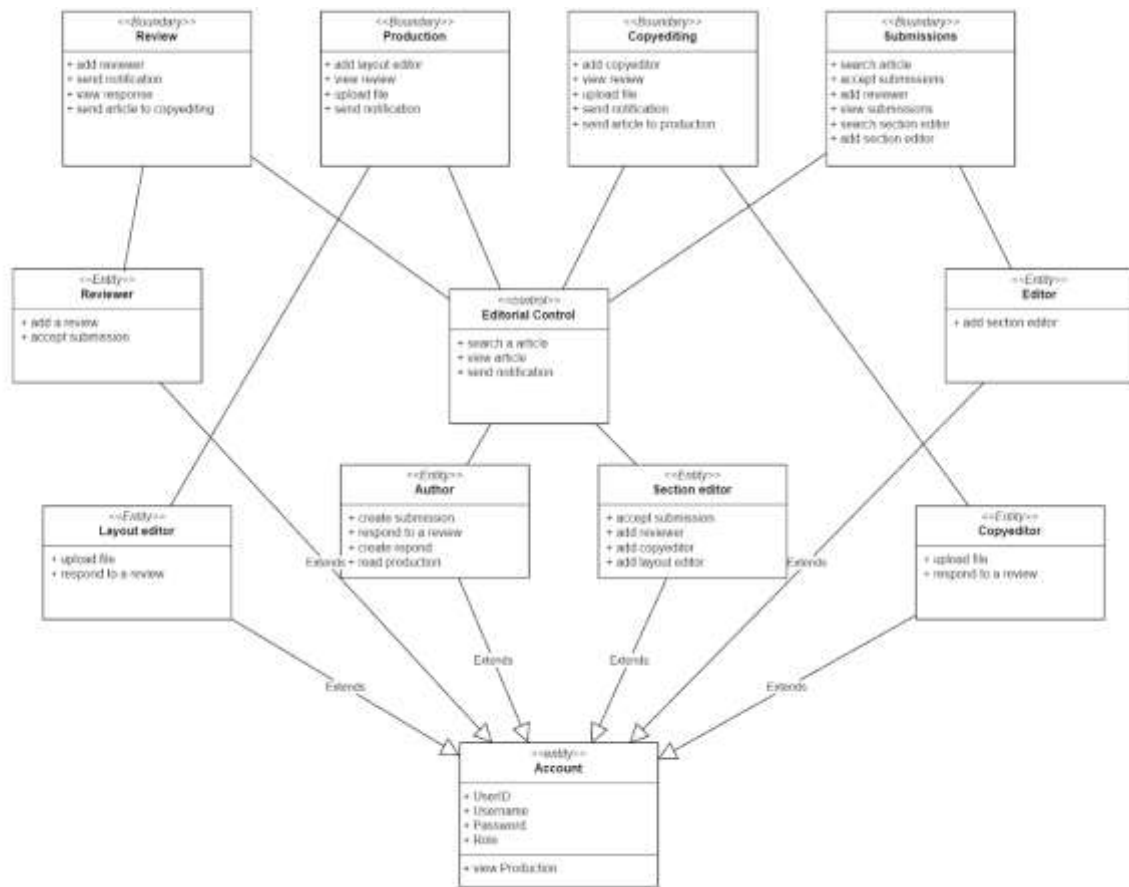 <<Boundary>>
Review
+ add reviewer
+ send notification
+ view response
+ send article to copyediting
<<Boundary>>
Production
+ add layout editor
+ view review
+ upload file
+ send notification
<<Boundary>>
Copyediting
+ add copyeditor
+ view review
+ upload file
+ send notification
+ send article to production
<<Boundary>>
Submissions
+ search article
+ accept submissions
+ add reviewer
+ view submissions
+ search section editor
+ add section editor
<<Entity>>
Reviewer
+ add a review
+ accept submission
<<control>>
Editorial Control
+ search a article
+ view article
+ send notification
<<Entity>>
Editor
+ add section editor
<<Entity>>
Layout editor
+ upload file
+ respond to a review
<<Entity>>
Author
+ create submission
+ respond to a review
+ create respond
+ read production
<<Entity>>
Section editor
+ accept submission
+ add reviewer
+ add copyeditor
+ add layout editor
<<Entity>>
Copyeditor
+ upload file
+ respond to a review
Extends
Extends
Extends
Extends
Extends
Extends
<<entity>>
Account
+ UserID
+ Username
+ Password
+ Role
+ view Production